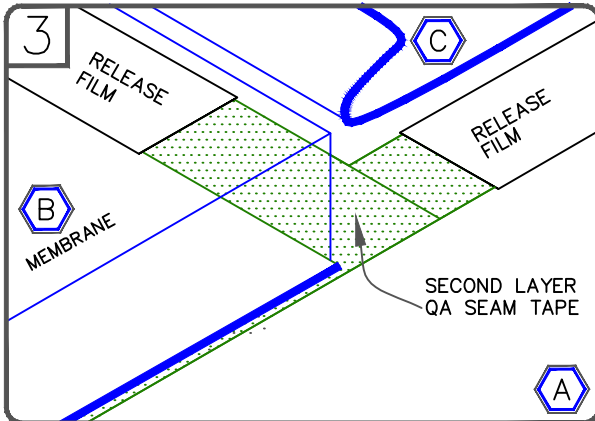 3
C
RELEASE
FILM
RELEASE
FILM
B
MEMBRANE
SECOND LAYER
QA SEAM TAPE
A